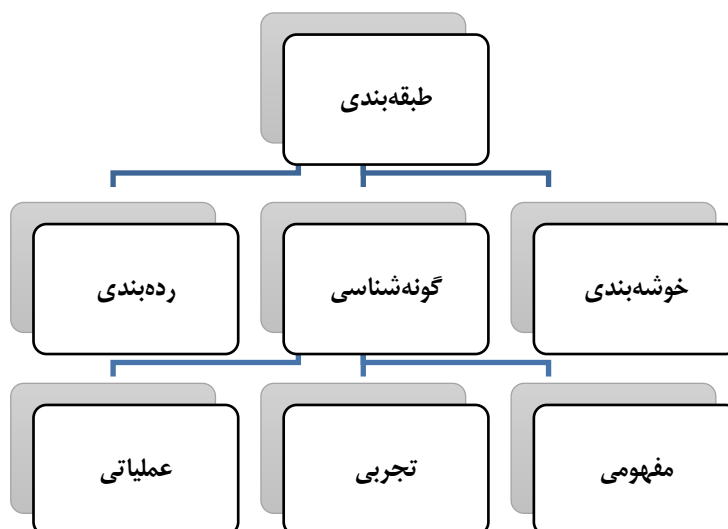 طبقه‌بندی
خوشه‌بندی
گونه‌شناسی
رده‌بندی
مفهومی
تجربی
عملیاتی